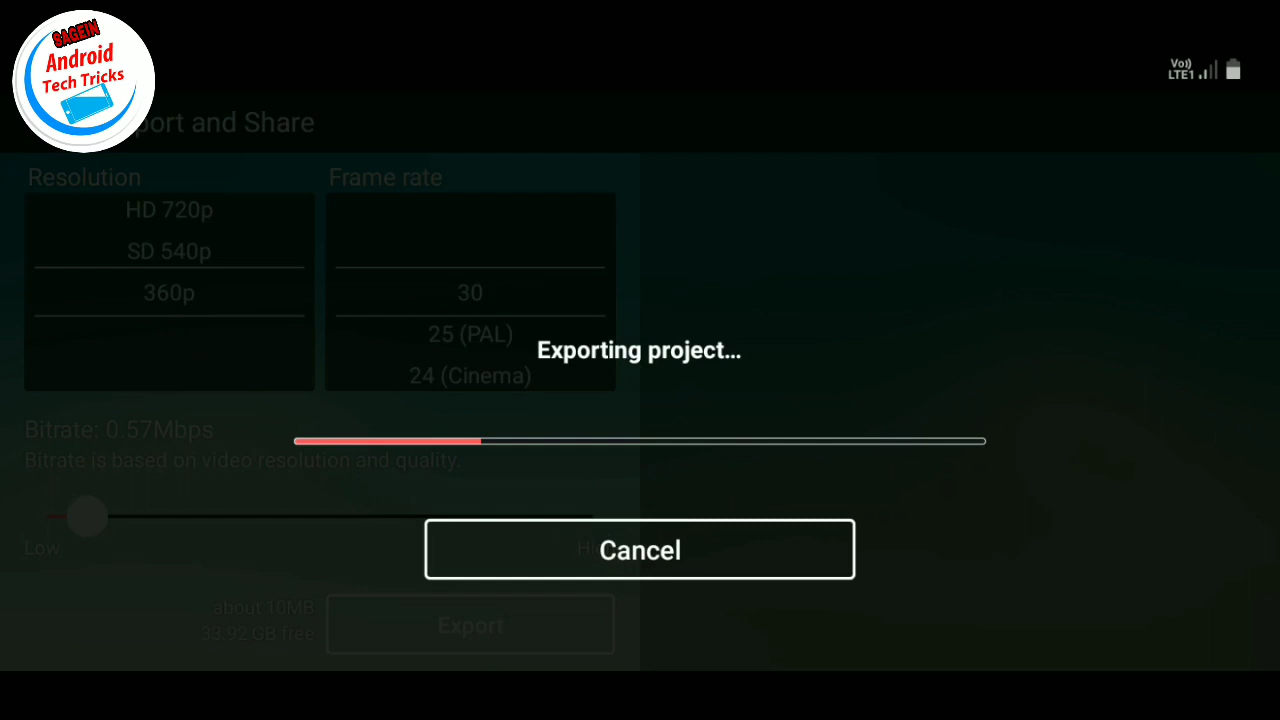 SAGEIN
Android
Tech Tricks
Vo))
LTE1
port and Share
Resolution
Frame rate
HD 720p
SD 540p
360p
30
25 (PAL)
24 (Cinema)
Exporting project...
Bitrate: 0.57Mbps
Bitrate is based on video resolution and quality.
Low
Cancel
about 10MB
33.92 GB free
Export